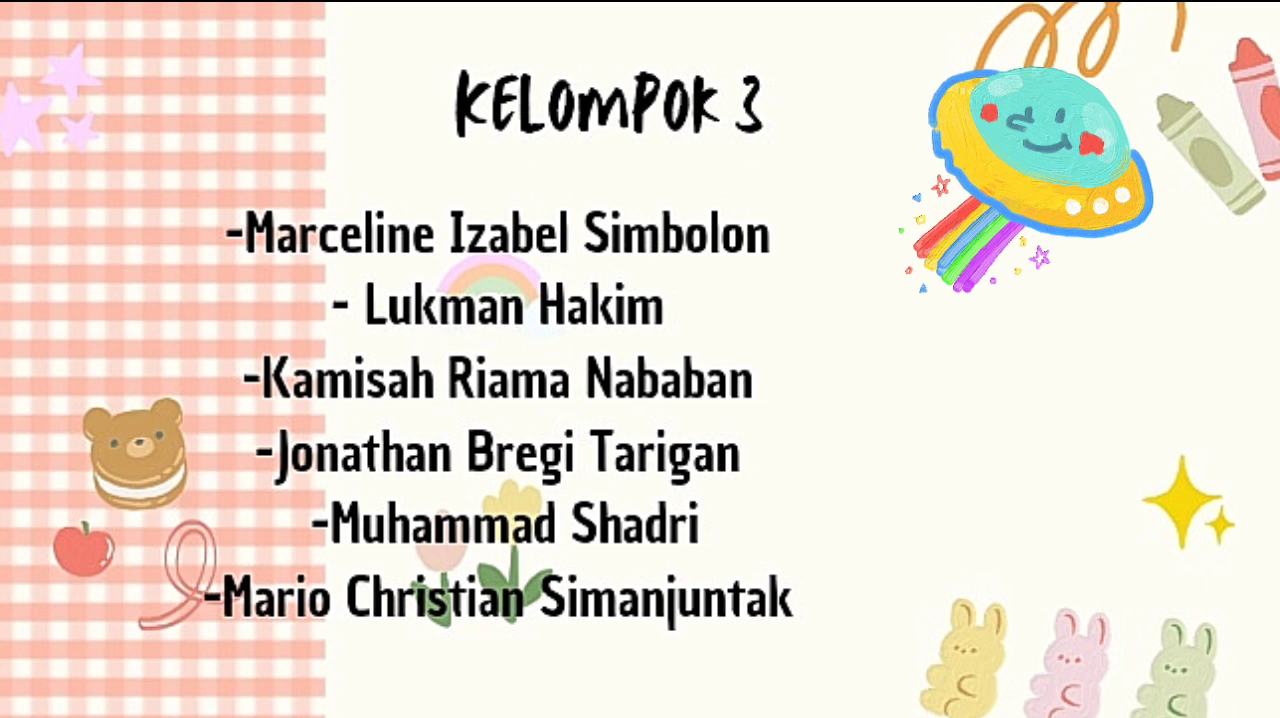 KELOMPOK 3
-Marceline Izabel Simbolon
- Lukman Hakim
-Kamisah Riama Nababan
-Jonathan Bregi Tarigan
-Muhammad Shadri
-Mario Christian Simanjuntak